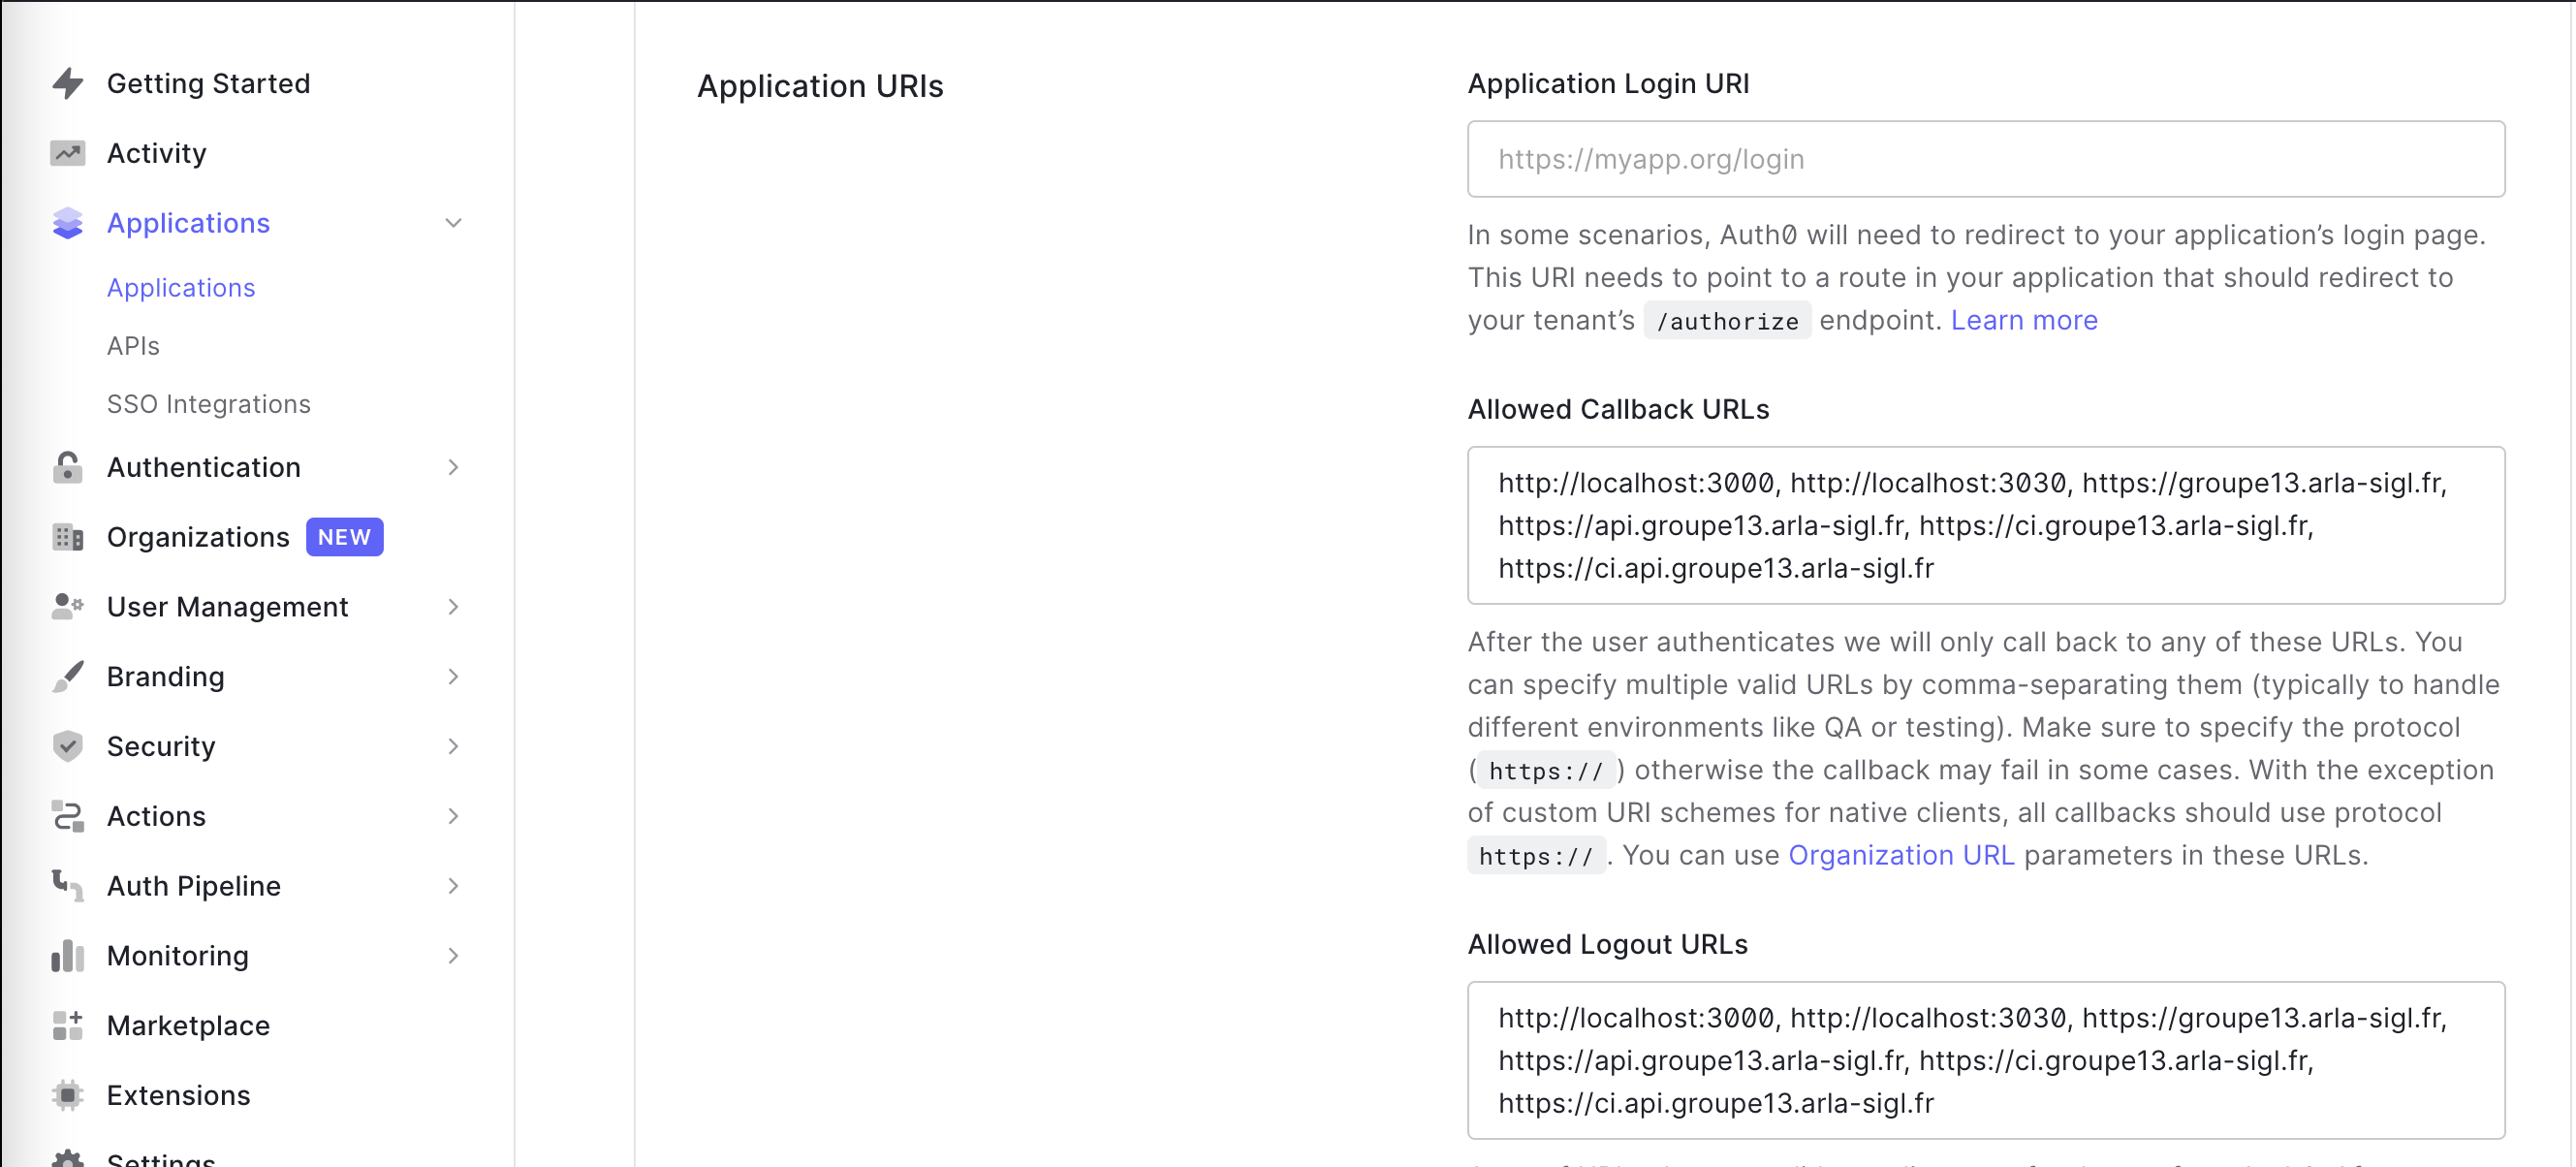 Getting Started
Activity
Applications
Applications
APIs
SSO Integrations
Authentication
Organizations NEW
User Management
Branding
Security
Actions
Auth Pipeline
Monitoring
Marketplace
Extensions
Settings
Application URIs
Application Login URI
https://myapp.org/login
In some scenarios, Auth0 will need to redirect to your application’s login page.
This URI needs to point to a route in your application that should redirect to
your tenant’s /authorize endpoint. Learn more
Allowed Callback URLs
http://localhost:3000, http://localhost:3030, https://groupe13.arla-sigl.fr,
https://api.groupe13.arla-sigl.fr, https://ci.groupe13.arla-sigl.fr,
https://ci.api.groupe13.arla-sigl.fr
After the user authenticates we will only call back to any of these URLs. You
can specify multiple valid URLs by comma-separating them (typically to handle
different environments like QA or testing). Make sure to specify the protocol
( https:// ) otherwise the callback may fail in some cases. With the exception
of custom URI schemes for native clients, all callbacks should use protocol
https:// . You can use Organization URL parameters in these URLs.
Allowed Logout URLs
http://localhost:3000, http://localhost:3030, https://groupe13.arla-sigl.fr,
https://api.groupe13.arla-sigl.fr, https://ci.groupe13.arla-sigl.fr,
https://ci.api.groupe13.arla-sigl.fr